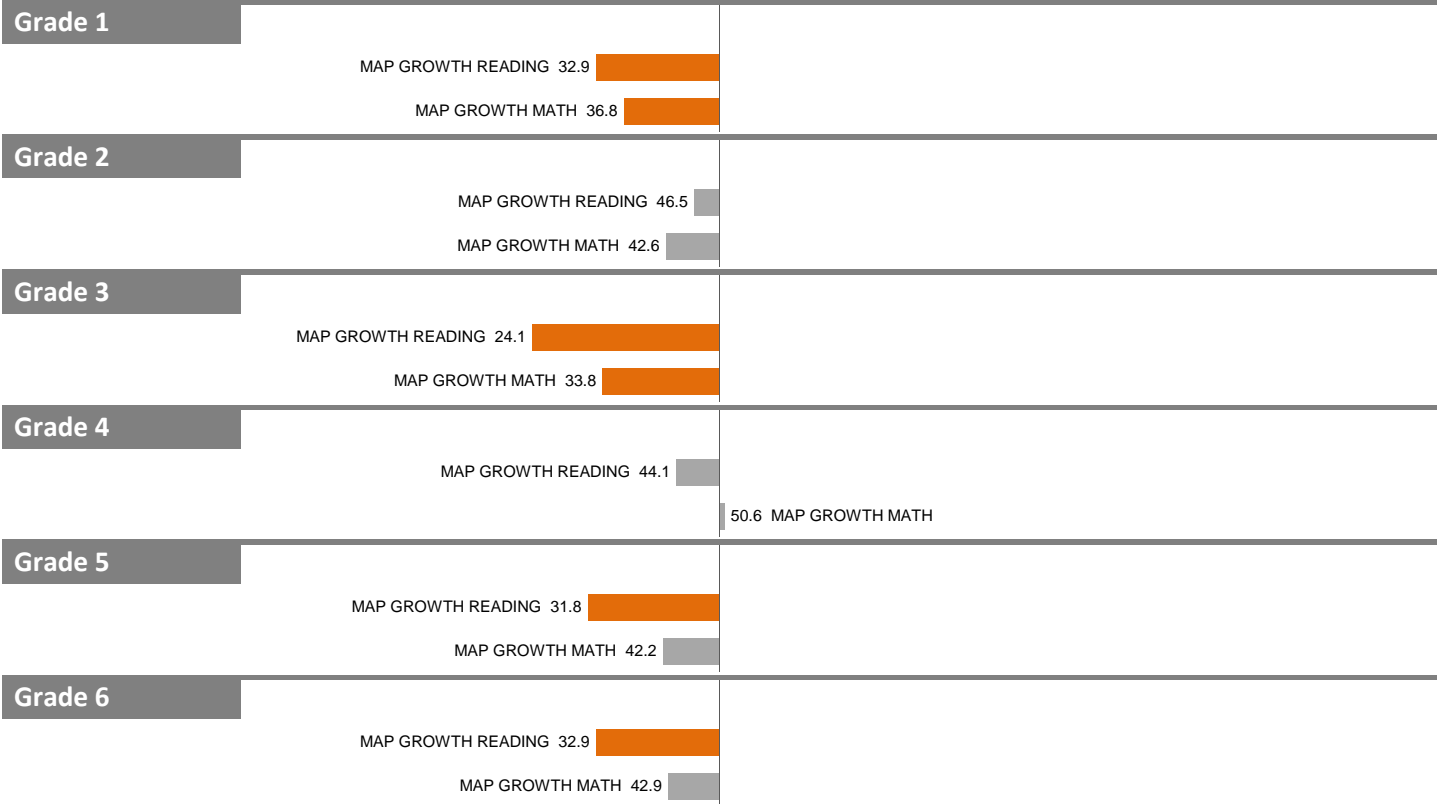 Grade 1
MAP GROWTH READING 32.9
MAP GROWTH MATH 36.8
Grade 2
MAP GROWTH READING 46.5
MAP GROWTH MATH 42.6
Grade 3
MAP GROWTH READING 24.1
MAP GROWTH MATH 33.8
Grade 4
MAP GROWTH READING 44.1
50.6 MAP GROWTH MATH
Grade 5
MAP GROWTH READING 31.8
MAP GROWTH MATH 42.2
Grade 6
MAP GROWTH READING 32.9
MAP GROWTH MATH 42.9